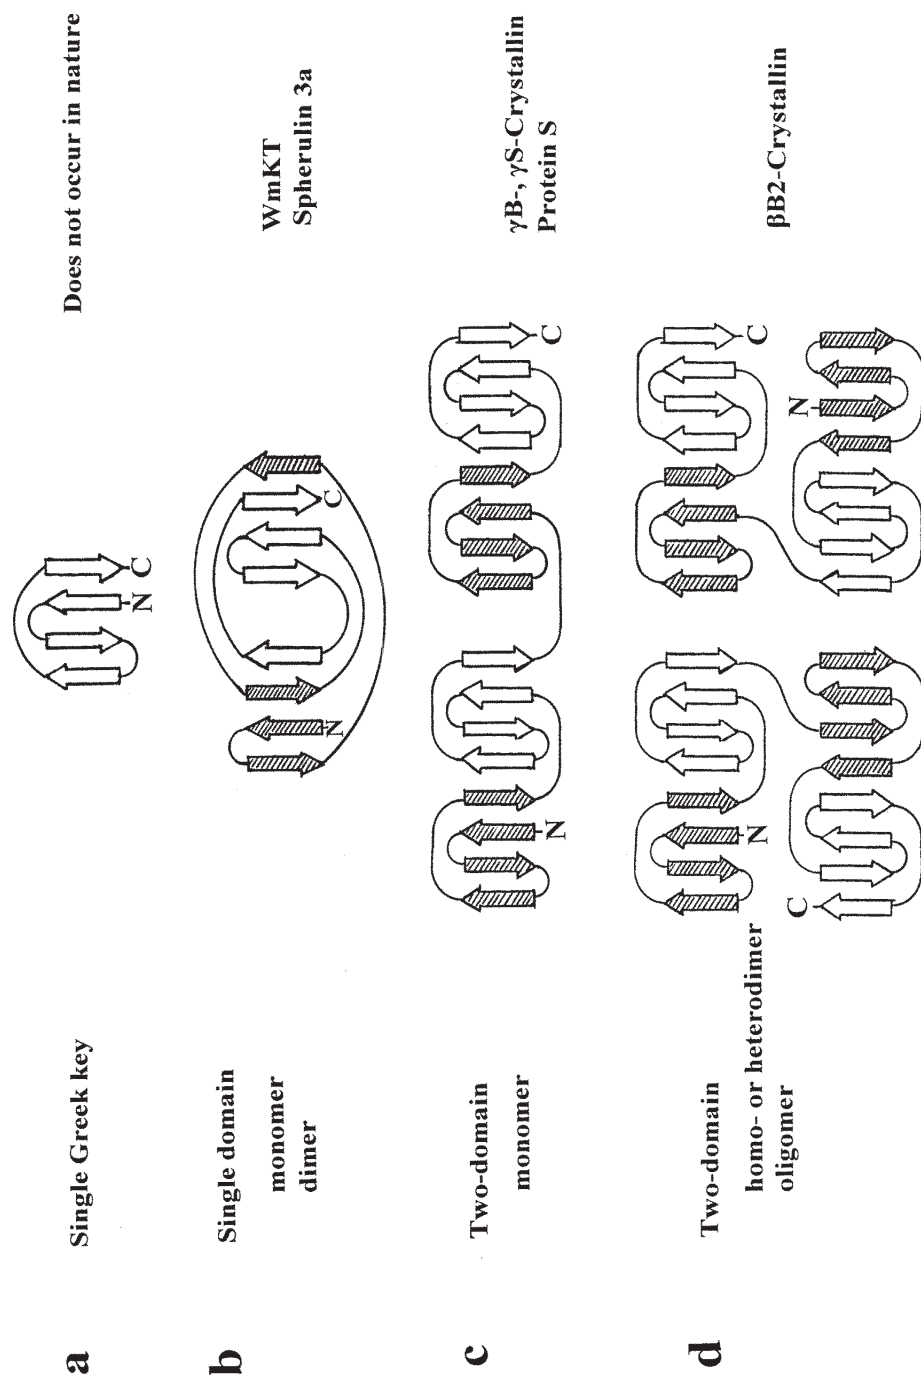 a
Single Greek key
Does not occur in nature
N
C
b
Single domain
monomer
dimer
WmKT
Spherulin 3a
N
C
c
Two-domain
monomer
γB-, γS-Crystallin
Protein S
N
C
d
Two-domain
homo- or heterodimer
oligomer
βB2-Crystallin
N
C
C
N